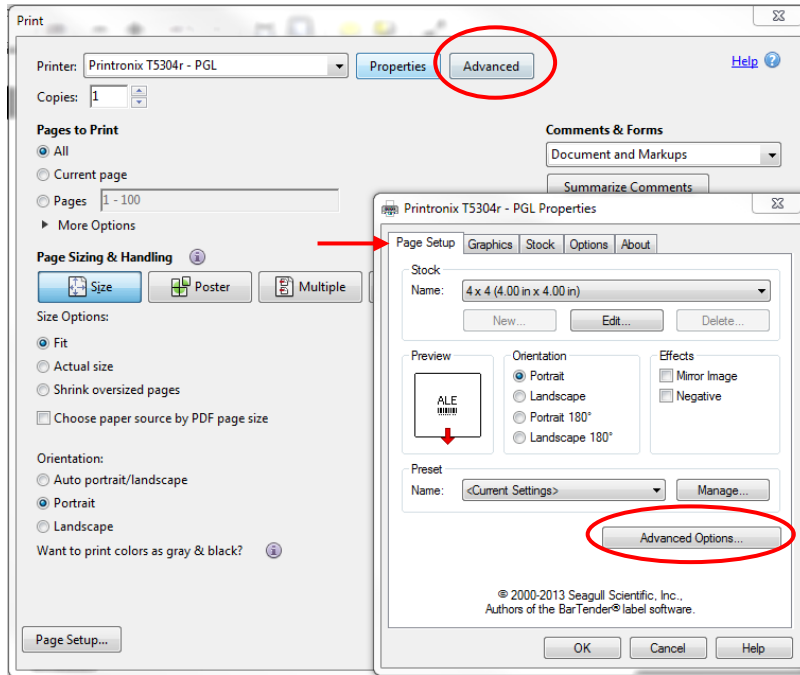 Print
Printer: Printronix T5304r - PGL Properties Advanced Help
Copies: 1
Pages to Print
All
Current page
Pages 1 - 100
More Options
Comments & Forms
Document and Markups
Summarize Comments
Page Sizing & Handling
Size Poster Multiple
Size Options:
Fit
Actual size
Shrink oversized pages
Choose paper source by PDF page size
Orientation:
Auto portrait/landscape
Portrait
Landscape
Want to print colors as gray & black?
Page Setup...
Printronix T5304r - PGL Properties
Page Setup Graphics Stock Options About
Stock
Name: 4 x 4 (4.00 in x 4.00 in)
New... Edit... Delete...
Preview
ALE
Orientation
Portrait
Landscape
Portrait 180°
Landscape 180°
Effects
Mirror Image
Negative
Preset
Name: <Current Settings> Manage...
Advanced Options...
© 2000-2013 Seagull Scientific, Inc.,
Authors of the BarTender® label software.
OK Cancel Help